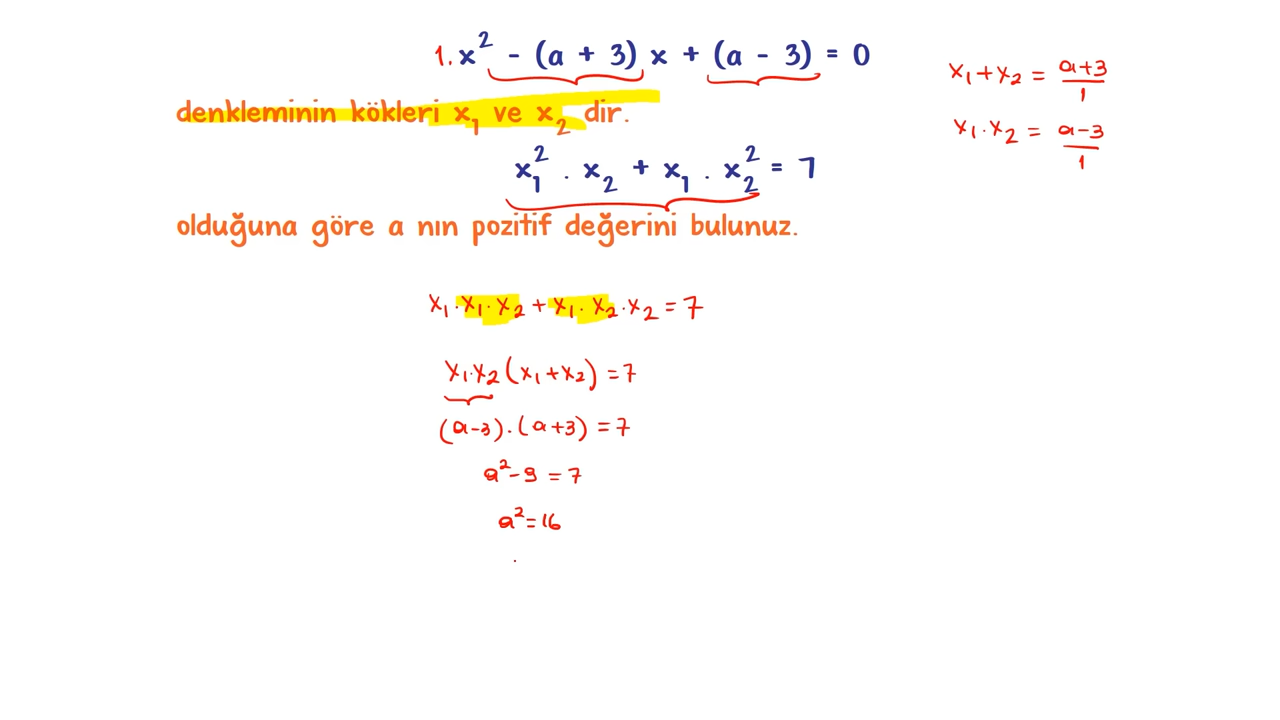 1. x² - (a + 3) x + (a - 3) = 0
denkleminin kökleri x₁ ve x₂ dir.
x₁² . x₂ + x₁ . x₂² = 7
olduğuna göre a nın pozitif değerini bulunuz.
x₁+x₂ = a+3/1
x₁.x₂ = a-3/1
x₁.x₁.x₂ + x₁.x₂.x₂ = 7
x₁.x₂(x₁+x₂) = 7
(a-3).(a+3) = 7
a²-9 = 7
a² = 16